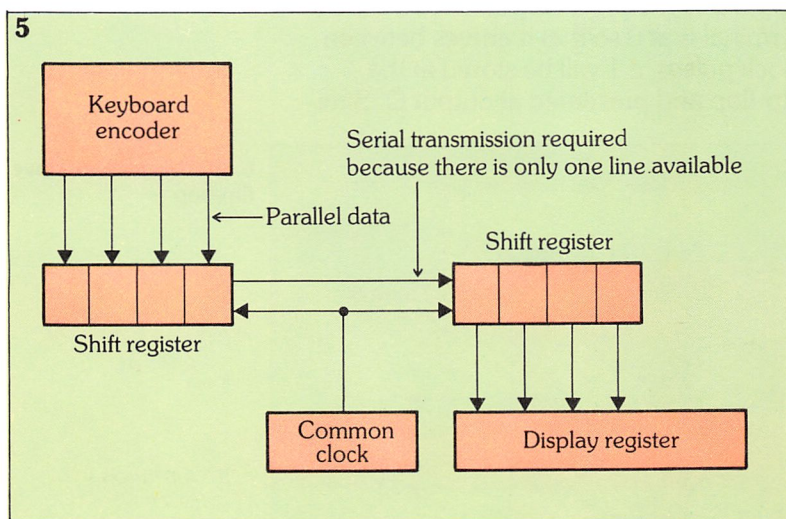 5
Keyboard
encoder
Serial transmission required
because there is only one line available
Parallel data
Shift register
Shift register
Common
clock
Display register